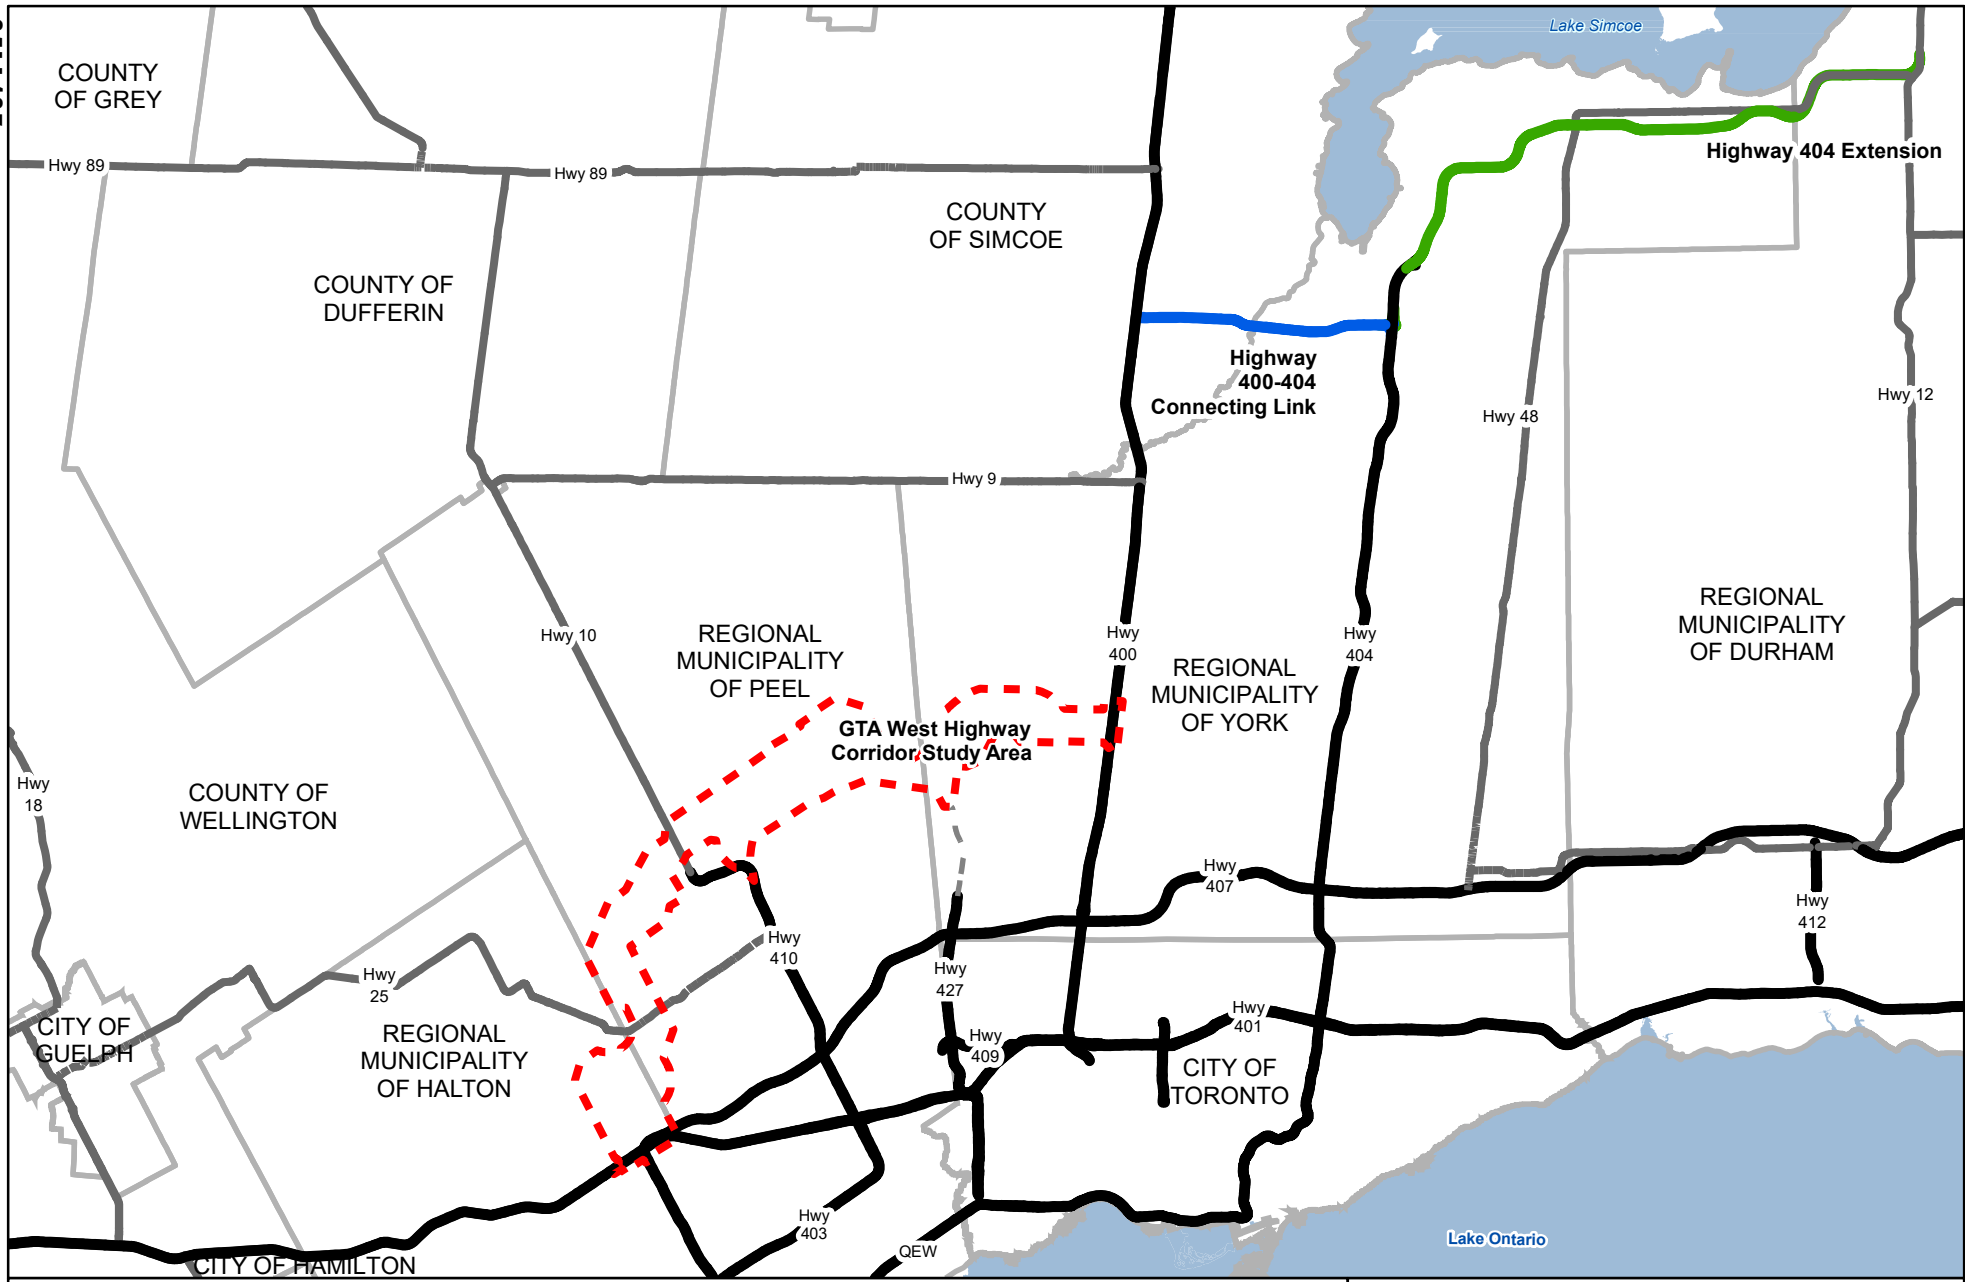 Lake Simcoe
COUNTY
OF GREY
Highway 404 Extension
Hwy 89
Hwy 89
COUNTY
OF SIMCOE
COUNTY OF
DUFFERIN
Highway
400-404
Connecting Link
Hwy 48
Hwy 12
Hwy 9
REGIONAL
MUNICIPALITY
OF DURHAM
Hwy 10
REGIONAL
MUNICIPALITY
OF PEEL
Hwy
400
Hwy
404
REGIONAL
MUNICIPALITY
OF YORK
GTA West Highway
Corridor Study Area
Hwy
18
COUNTY OF
WELLINGTON
Hwy
407
Hwy
412
Hwy
410
Hwy
427
Hwy
25
Hwy
401
CITY OF
GUELPH
REGIONAL
MUNICIPALITY
OF HALTON
Hwy
409
CITY OF
TORONTO
Hwy
403
QEW
Lake Ontario
CITY OF HAMILTON